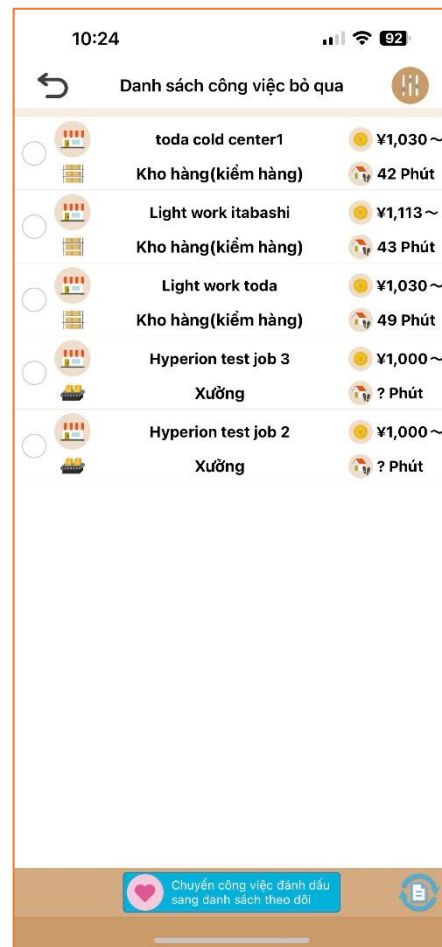 10:24
92
Danh sách công việc bỏ qua
toda cold center1 ¥1,030～
Kho hàng(kiểm hàng) 42 Phút
Light work itabashi ¥1,113～
Kho hàng(kiểm hàng) 43 Phút
Light work toda ¥1,030～
Kho hàng(kiểm hàng) 49 Phút
Hyperion test job 3 ¥1,000～
Xưởng ? Phút
Hyperion test job 2 ¥1,000～
Xưởng ? Phút
Chuyển công việc đánh dấu
sang danh sách theo dõi